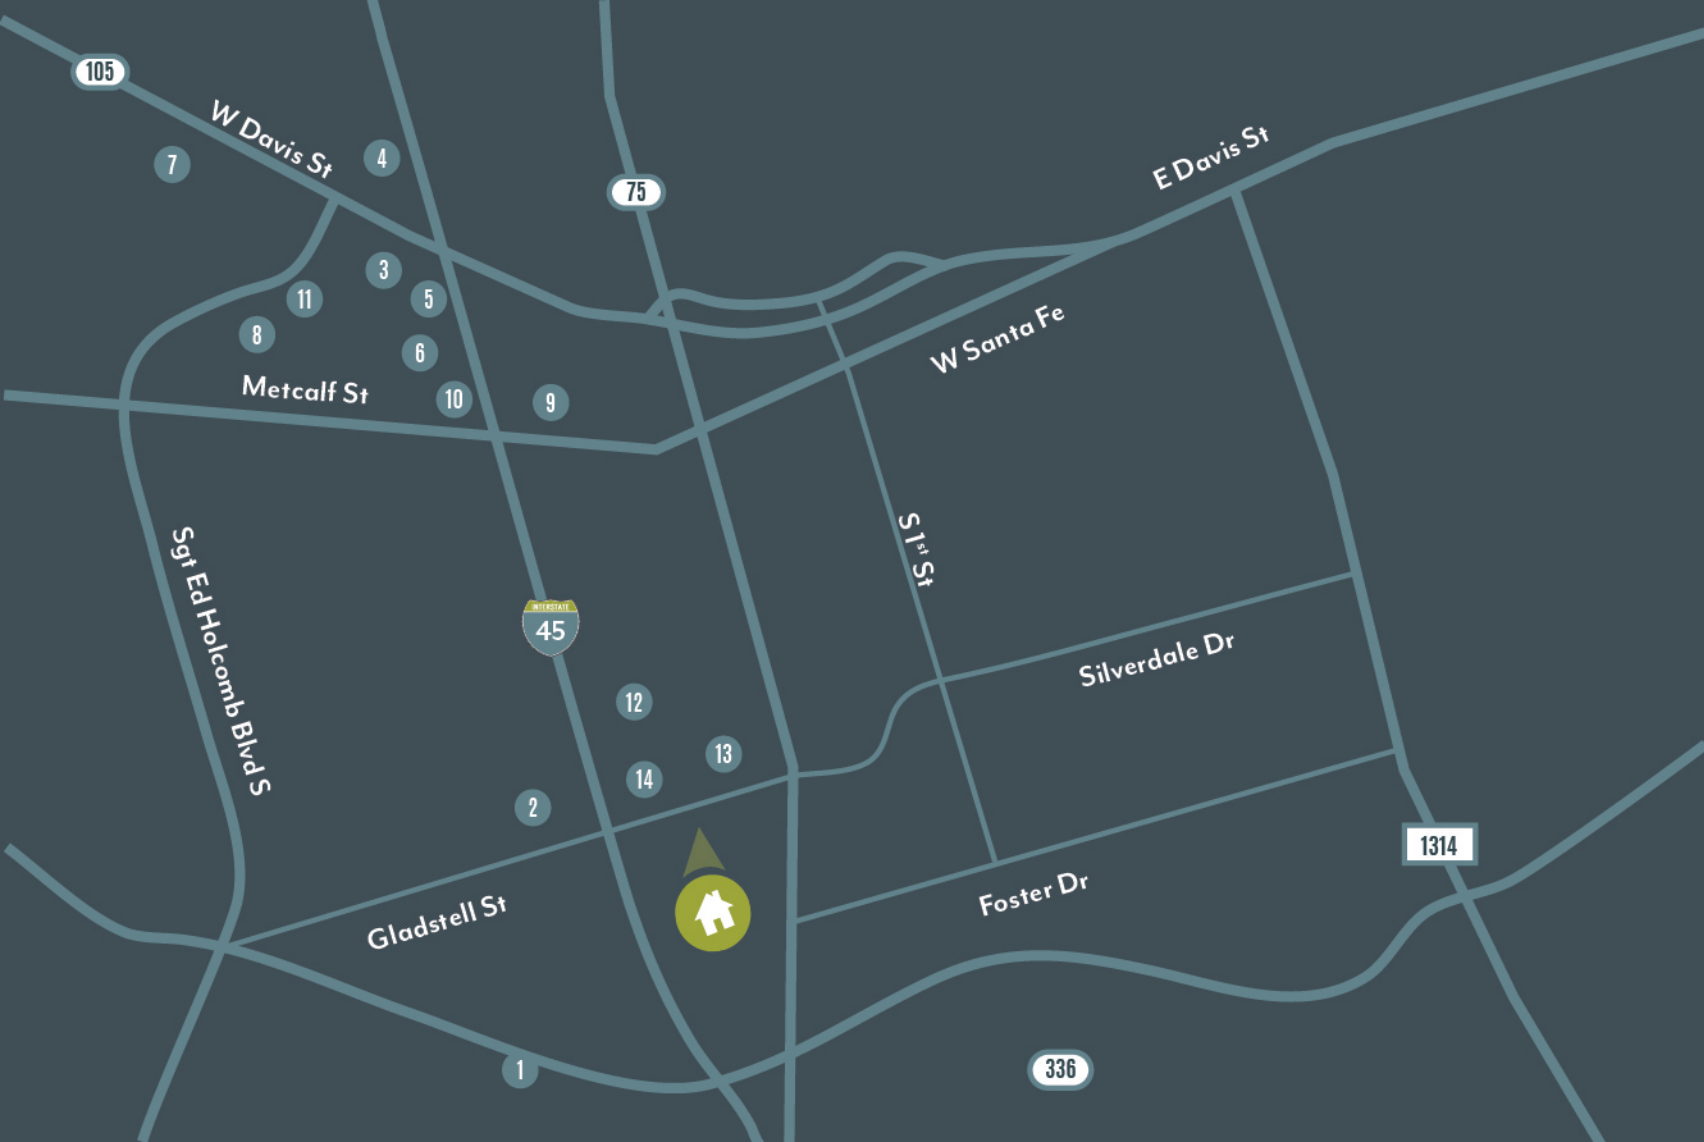 105
W Davis St
7
4
75
E Davis St
3
11
5
8
6
W Santa Fe
Metcalf St
10
9
S 1st St
Sgt Ed Holcomb Blvd S
INTERSTATE
45
Silverdale Dr
12
13
14
2
1314
Foster Dr
Gladstell St
1
336